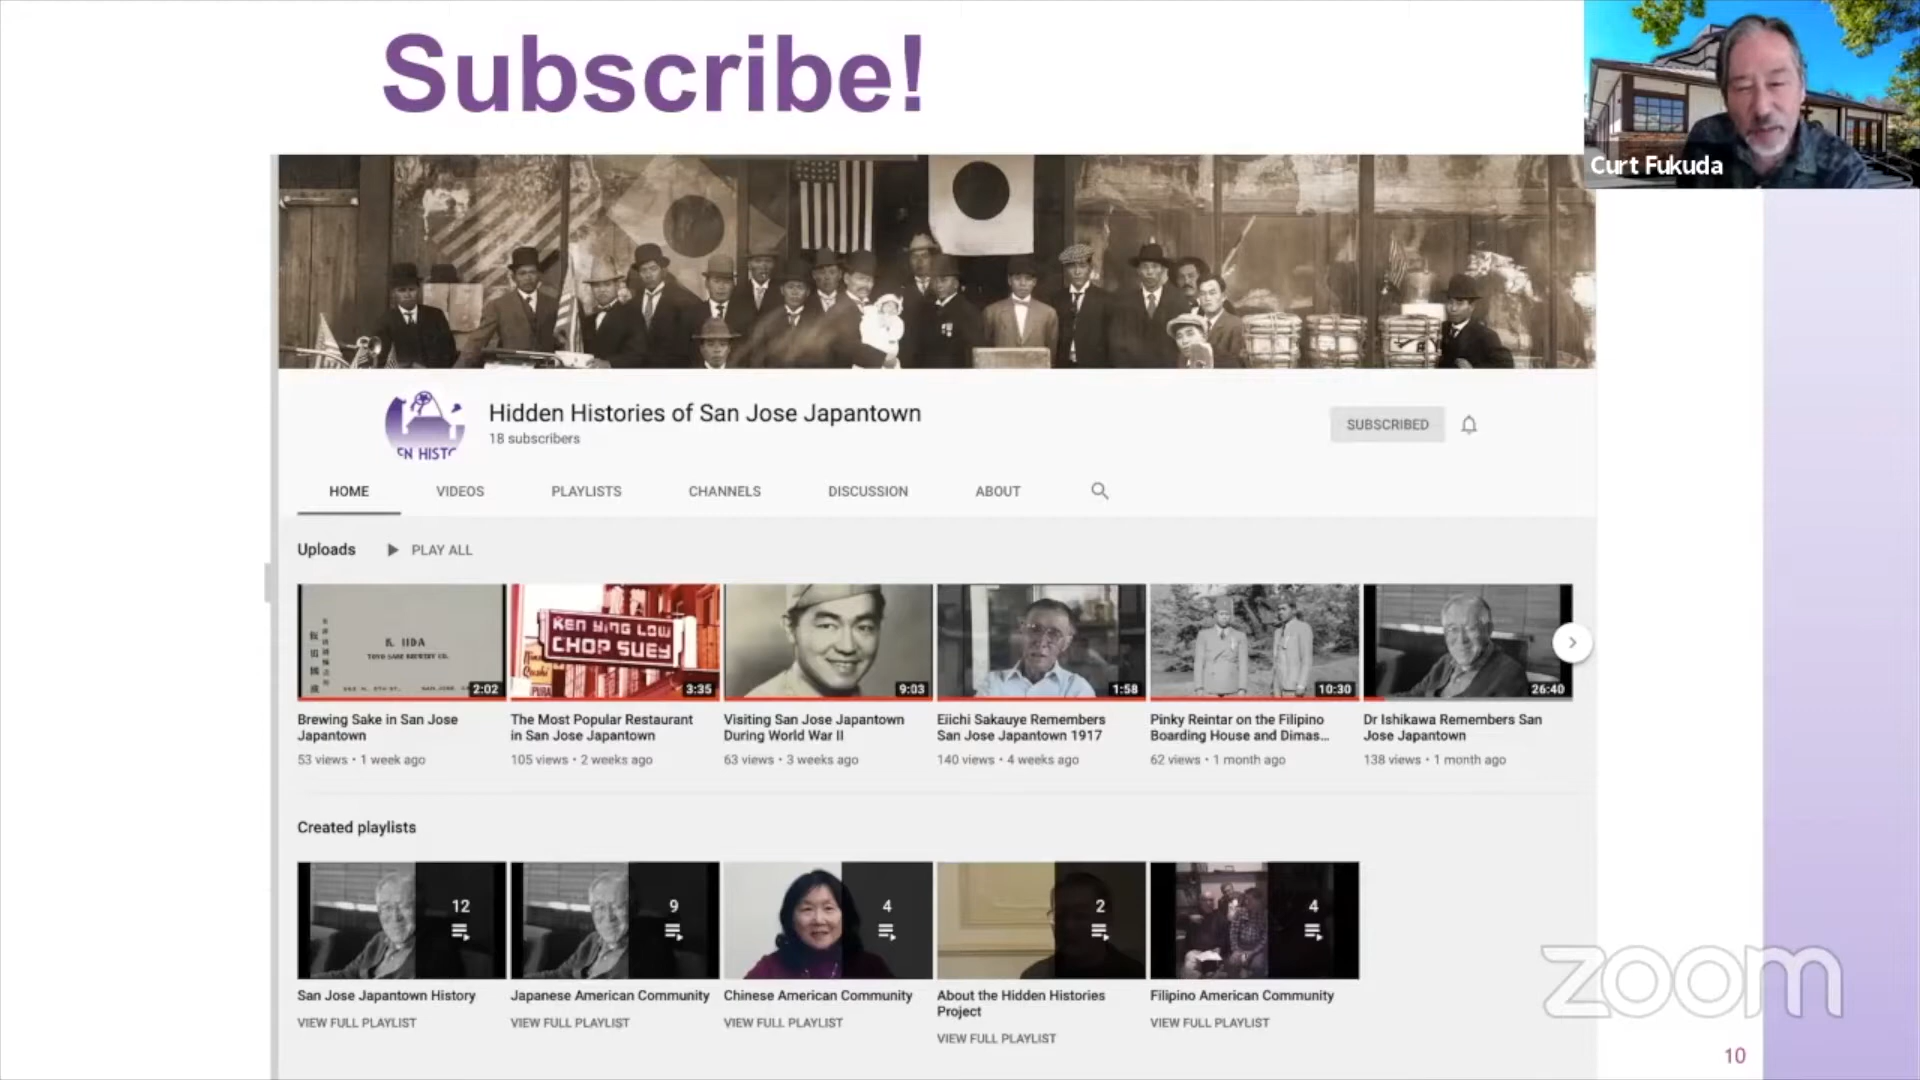 Subscribe!
Curt Fukuda
Hidden Histories of San Jose Japantown
18 subscribers
SUBSCRIBED
EN HISTO
HOME
VIDEOS
PLAYLISTS
CHANNELS
DISCUSSION
ABOUT
Uploads
PLAY ALL
K. IIDA
TOYO SAKE BREWERY CO.
2:02
KEN YING LOW
CHOP SUEY
3:35
9:03
1:58
10:30
26:40
Brewing Sake in San Jose
Japantown
53 views • 1 week ago
The Most Popular Restaurant
in San Jose Japantown
105 views • 2 weeks ago
Visiting San Jose Japantown
During World War II
63 views • 3 weeks ago
Eiichi Sakauye Remembers
San Jose Japantown 1917
140 views • 4 weeks ago
Pinky Reintar on the Filipino
Boarding House and Dimas...
62 views • 1 month ago
Dr Ishikawa Remembers San
Jose Japantown
138 views • 1 month ago
Created playlists
12
9
4
2
4
San Jose Japantown History
VIEW FULL PLAYLIST
Japanese American Community
VIEW FULL PLAYLIST
Chinese American Community
VIEW FULL PLAYLIST
About the Hidden Histories
Project
VIEW FULL PLAYLIST
Filipino American Community
VIEW FULL PLAYLIST
zoom
10